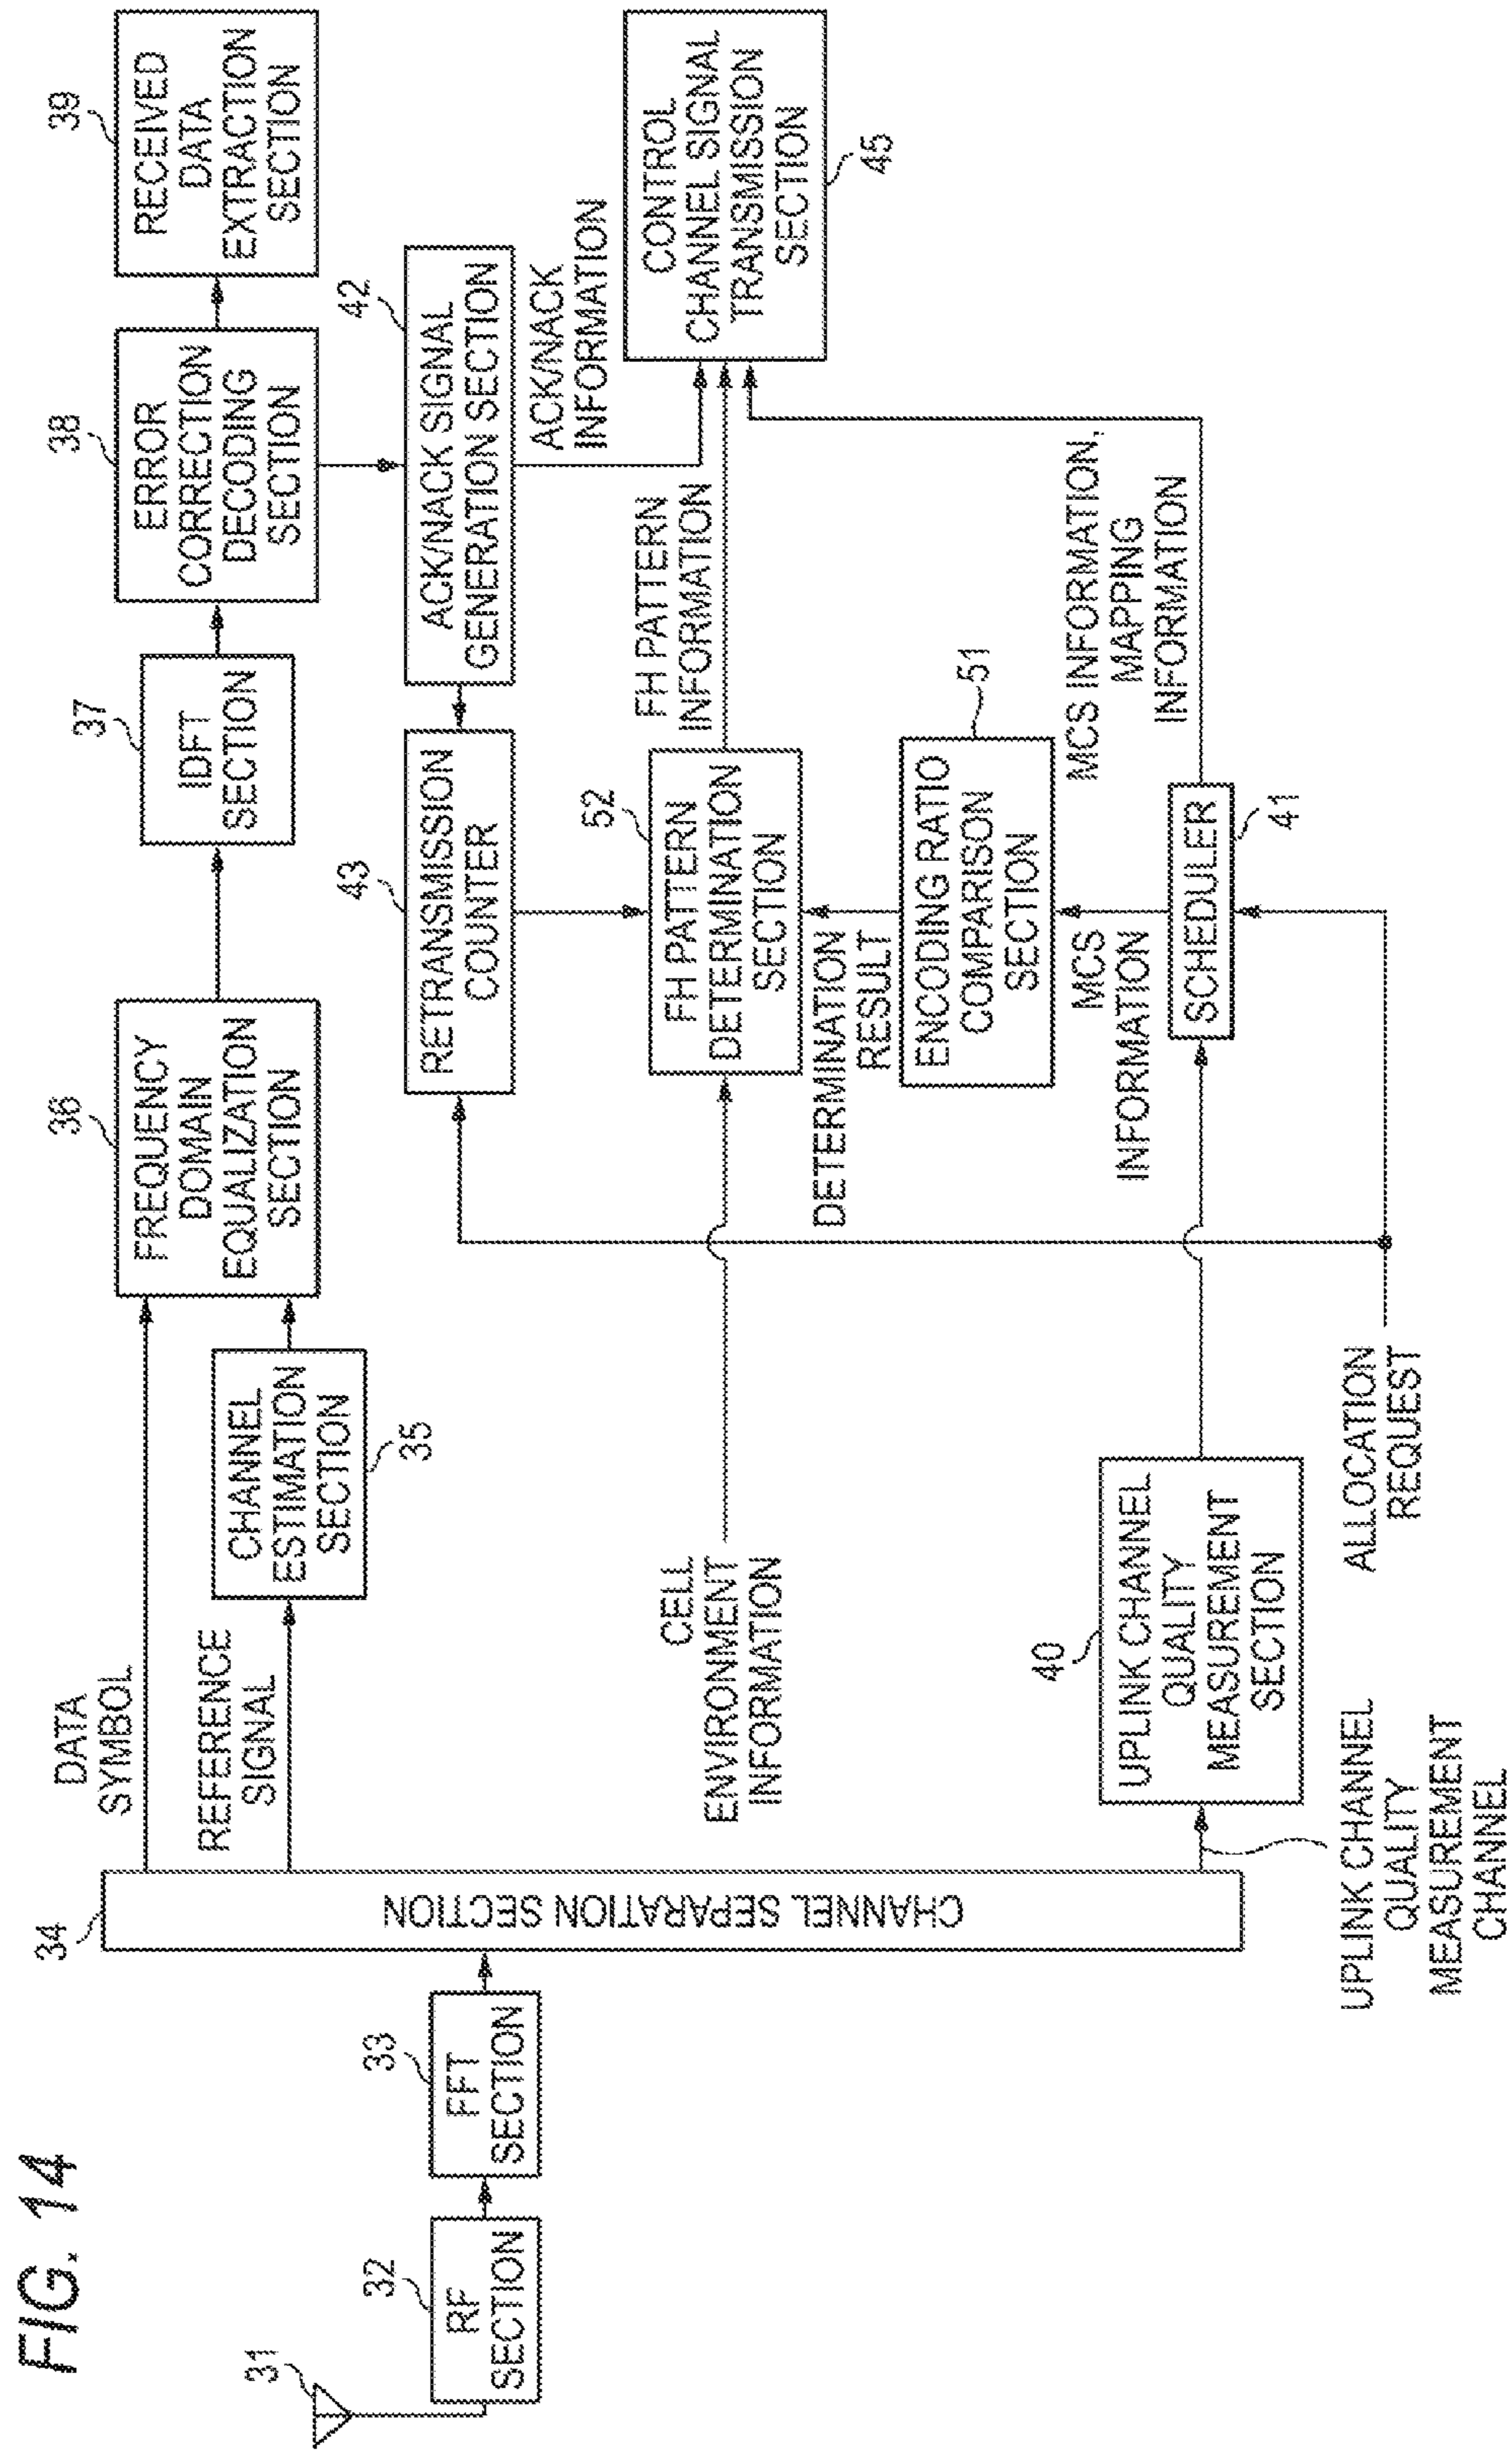 FIG. 14
31
32
RF
SECTION
33
FFT
SECTION
34
CHANNEL SEPARATION SECTION
DATA
SYMBOL
REFERENCE
SIGNAL
CHANNEL
ESTIMATION
SECTION
35
36
FREQUENCY
DOMAIN
EQUALIZATION
SECTION
37
IDFT
SECTION
38
ERROR
CORRECTION
DECODING
SECTION
39
RECEIVED
DATA
EXTRACTION
SECTION
42
ACK/NACK SIGNAL
GENERATION SECTION
ACK/NACK
INFORMATION
43
RETRANSMISSION
COUNTER
CELL
ENVIRONMENT
INFORMATION
52
FH PATTERN
DETERMINATION
SECTION
FH PATTERN
INFORMATION
CONTROL
CHANNEL SIGNAL
TRANSMISSION
SECTION
45
DETERMINATION
RESULT
ENCODING RATIO
COMPARISON
SECTION
51
MCS
INFORMATION
MCS INFORMATION,
MAPPING
INFORMATION
40
UPLINK CHANNEL
QUALITY
MEASUREMENT
SECTION
SCHEDULER
41
UPLINK CHANNEL
QUALITY
MEASUREMENT
CHANNEL
ALLOCATION
REQUEST